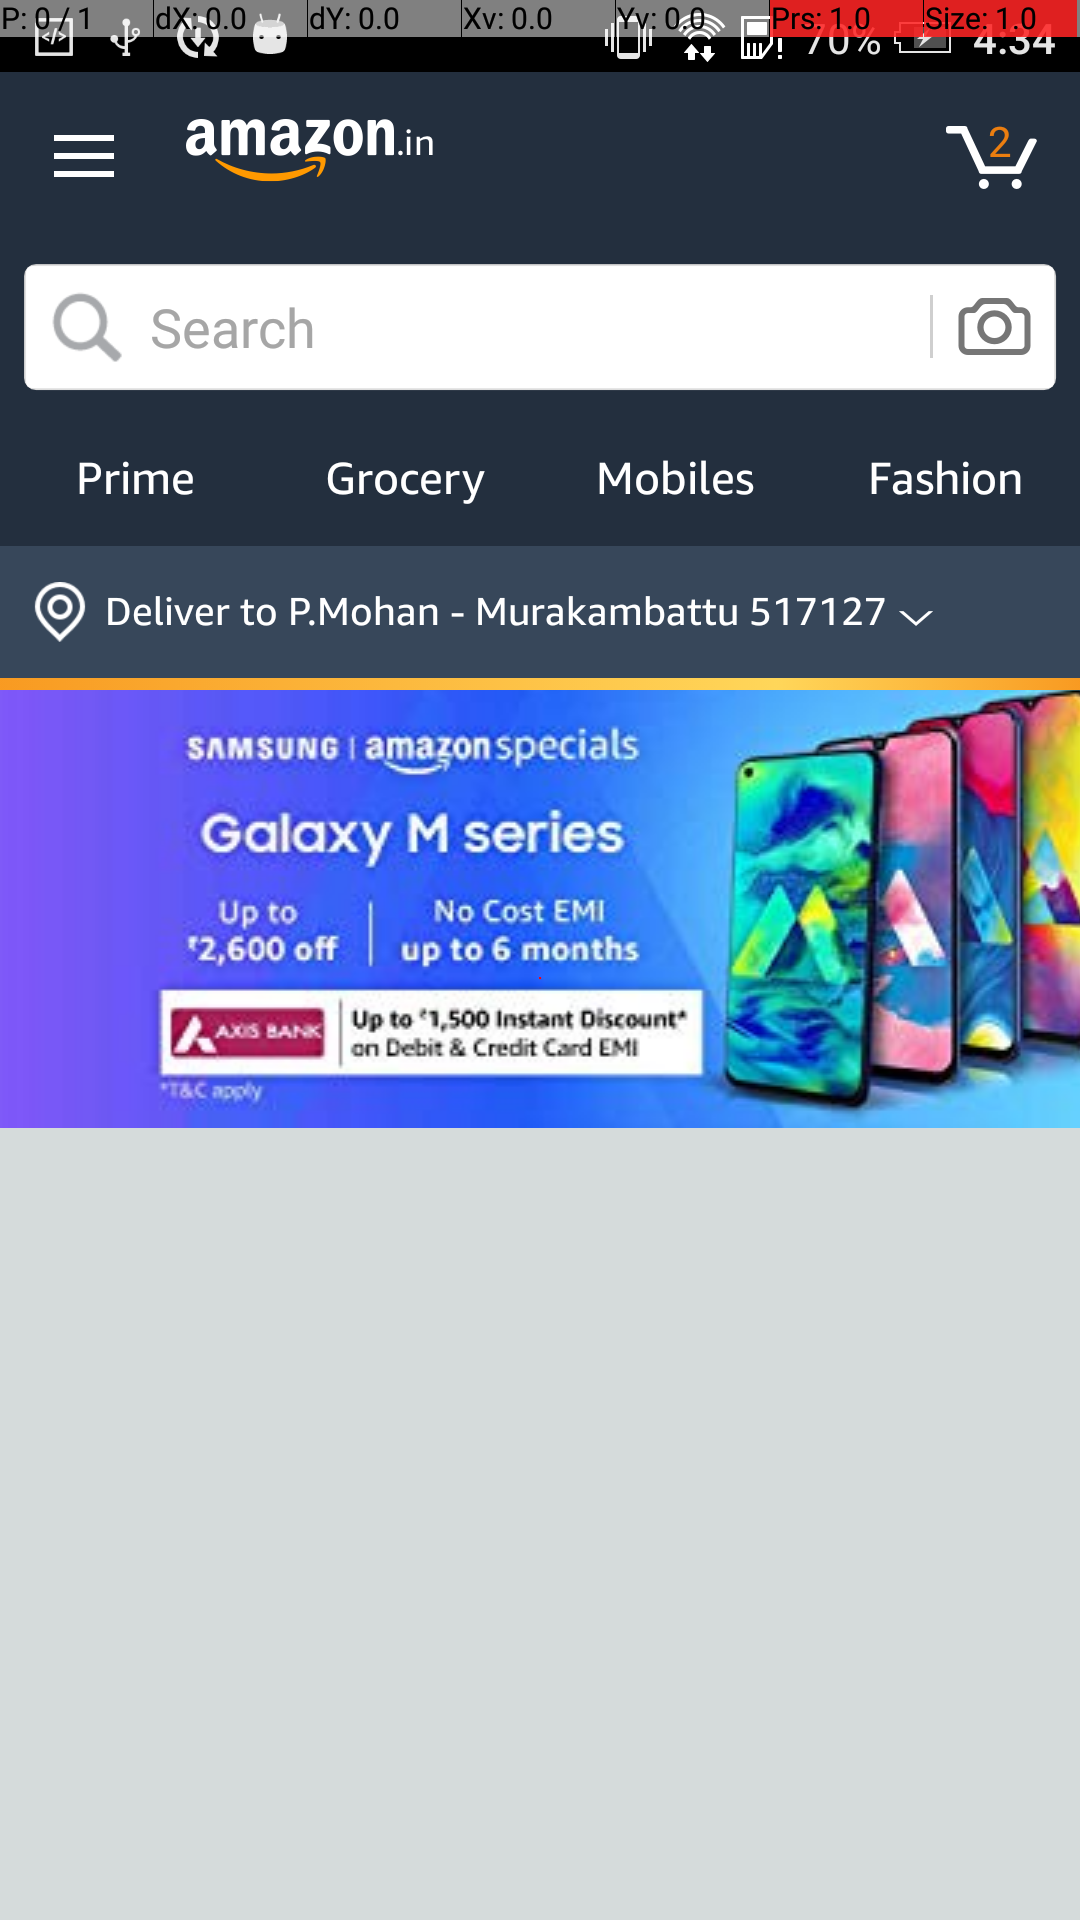 P: 0 / 1 dX: 0.0 dY: 0.0 Xv: 0.0 Yv: 0.0 Prs: 1.0 Size: 1.0
70% 4:34
amazon.in
2
Search
Prime Grocery Mobiles Fashion
Deliver to P.Mohan - Murakambattu 517127
SAMSUNG | amazonspecials
Galaxy M series
Up to
₹2,600 off
No Cost EMI
up to 6 months
AXIS BANK
Up to ₹1,500 Instant Discount*
on Debit & Credit Card EMI
*T&C apply